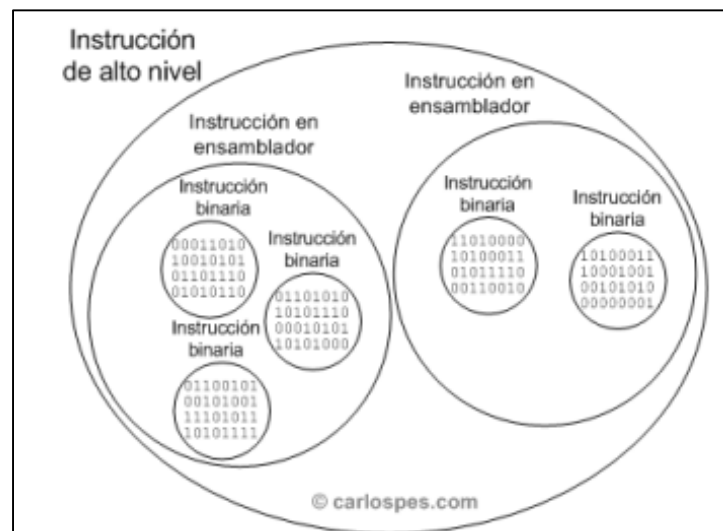 Instrucción
de alto nivel
Instrucción en
ensamblador
Instrucción
binaria
00011010
10010101
01101110
01010110
Instrucción
binaria
01101010
10101110
00010101
10101000
Instrucción
binaria
01100101
00101001
11101011
10101111
Instrucción en
ensamblador
Instrucción
binaria
11010000
10100011
01011110
00110010
Instrucción
binaria
10100011
10001001
00101010
00000001
© carlospes.com